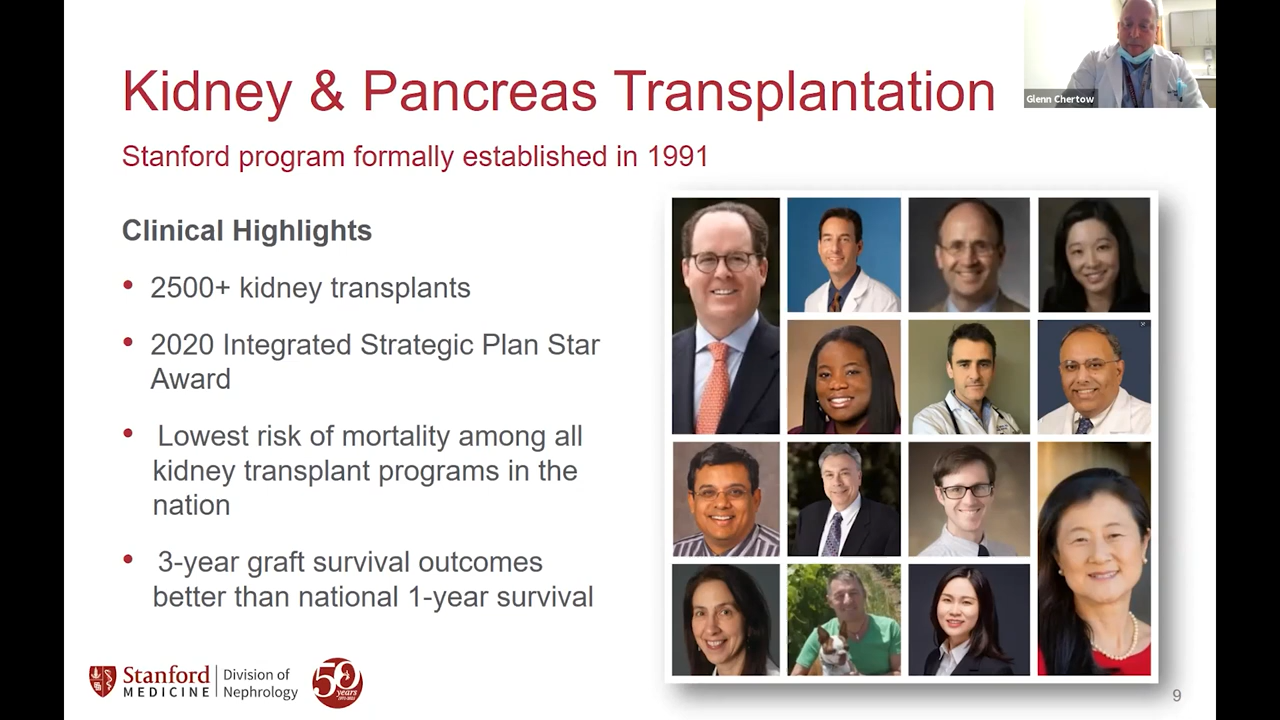 Kidney & Pancreas Transplantation
Glenn Chertow
Stanford program formally established in 1991
Clinical Highlights
• 2500+ kidney transplants
• 2020 Integrated Strategic Plan Star
Award
• Lowest risk of mortality among all
kidney transplant programs in the
nation
• 3-year graft survival outcomes
better than national 1-year survival
Stanford
MEDICINE
Division of
Nephrology
50
years
9